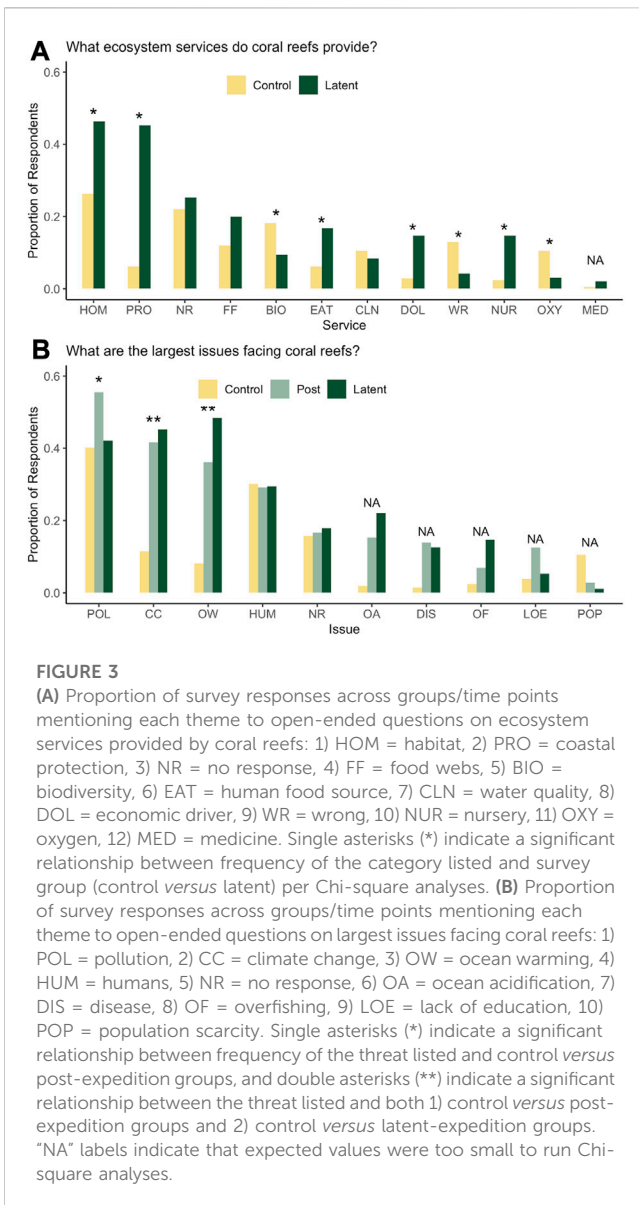 A What ecosystem services do coral reefs provide?
Control Latent
Proportion of Respondents
0.6
0.4
0.2
0.0
* * * * * * * * NA
HOM PRO NR FF BIO EAT CLN DOL WR NUR OXY MED
Service
B What are the largest issues facing coral reefs?
Control Post Latent
Proportion of Respondents
0.6
0.4
0.2
0.0
* ** ** NA NA NA NA NA
POL CC OW HUM NR OA DIS OF LOE POP
Issue
FIGURE 3
(A) Proportion of survey responses across groups/time points
mentioning each theme to open-ended questions on ecosystem
services provided by coral reefs: 1) HOM = habitat, 2) PRO = coastal
protection, 3) NR = no response, 4) FF = food webs, 5) BIO =
biodiversity, 6) EAT = human food source, 7) CLN = water quality, 8)
DOL = economic driver, 9) WR = wrong, 10) NUR = nursery, 11) OXY =
oxygen, 12) MED = medicine. Single asterisks (*) indicate a significant
relationship between frequency of the category listed and survey
group (control versus latent) per Chi-square analyses. (B) Proportion
of survey responses across groups/time points mentioning each
theme to open-ended questions on largest issues facing coral reefs: 1)
POL = pollution, 2) CC = climate change, 3) OW = ocean warming, 4)
HUM = humans, 5) NR = no response, 6) OA = ocean acidification, 7)
DIS = disease, 8) OF = overfishing, 9) LOE = lack of education, 10)
POP = population scarcity. Single asterisks (*) indicate a significant
relationship between frequency of the threat listed and control versus
post-expedition groups, and double asterisks (**) indicate a significant
relationship between the threat listed and both 1) control versus post-
expedition groups and 2) control versus latent-expedition groups.
"NA" labels indicate that expected values were too small to run Chi-
square analyses.